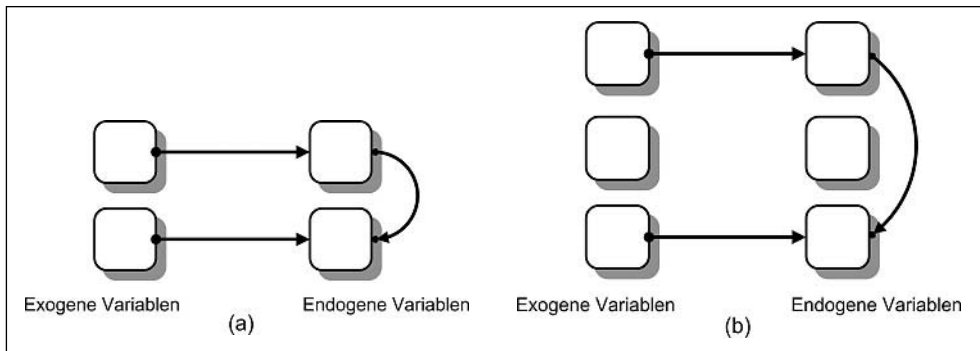 Exogene Variablen
Endogene Variablen
(a)
Exogene Variablen
Endogene Variablen
(b)